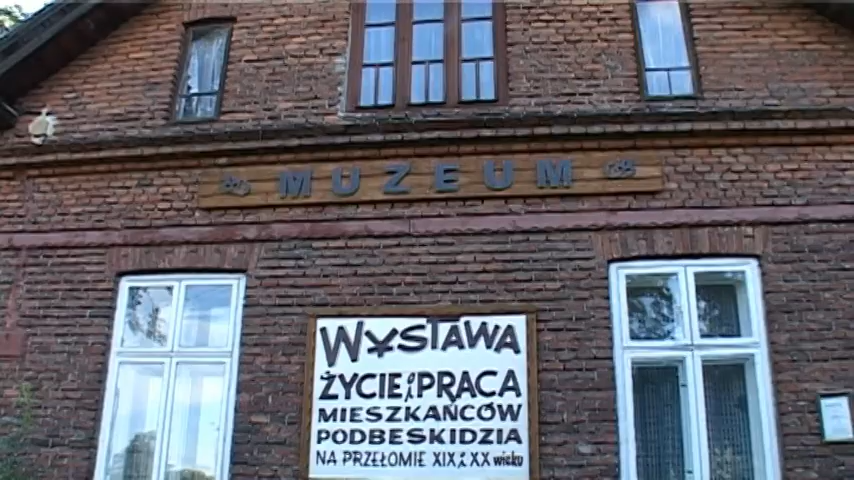 MUZEUM
WYSTAWA
ŻYCIE i PRACA
MIESZKAŃCÓW
PODBESKIDZIA
NA PRZEŁOMIE XIX i XX wieku